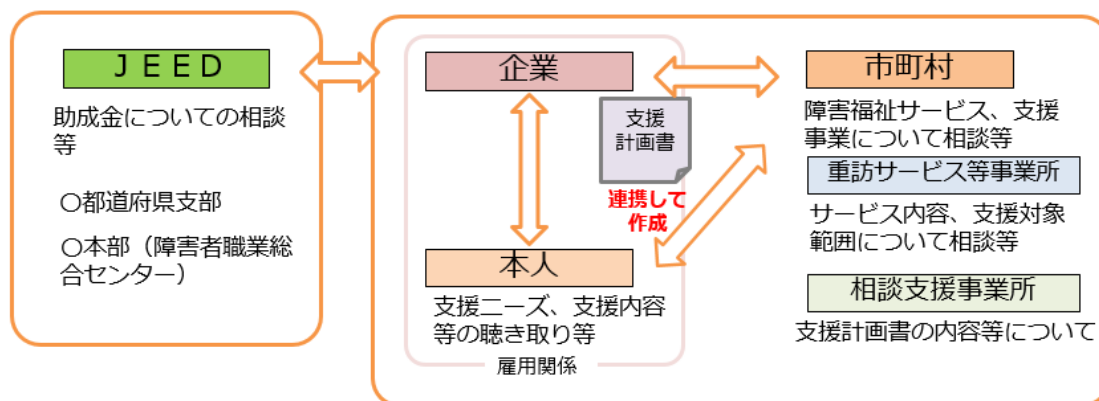 ＪＥＥＤ
助成金についての相談
等
〇都道府県支部
〇本部（障害者職業総
合センター）
企業
支援
計画書
連携して
作成
本人
支援ニーズ、支援内容
等の聴き取り等
雇用関係
市町村
障害福祉サービス、支援
事業について相談等
重訪サービス等事業所
サービス内容、支援対象
範囲について相談等
相談支援事業所
支援計画書の内容等について